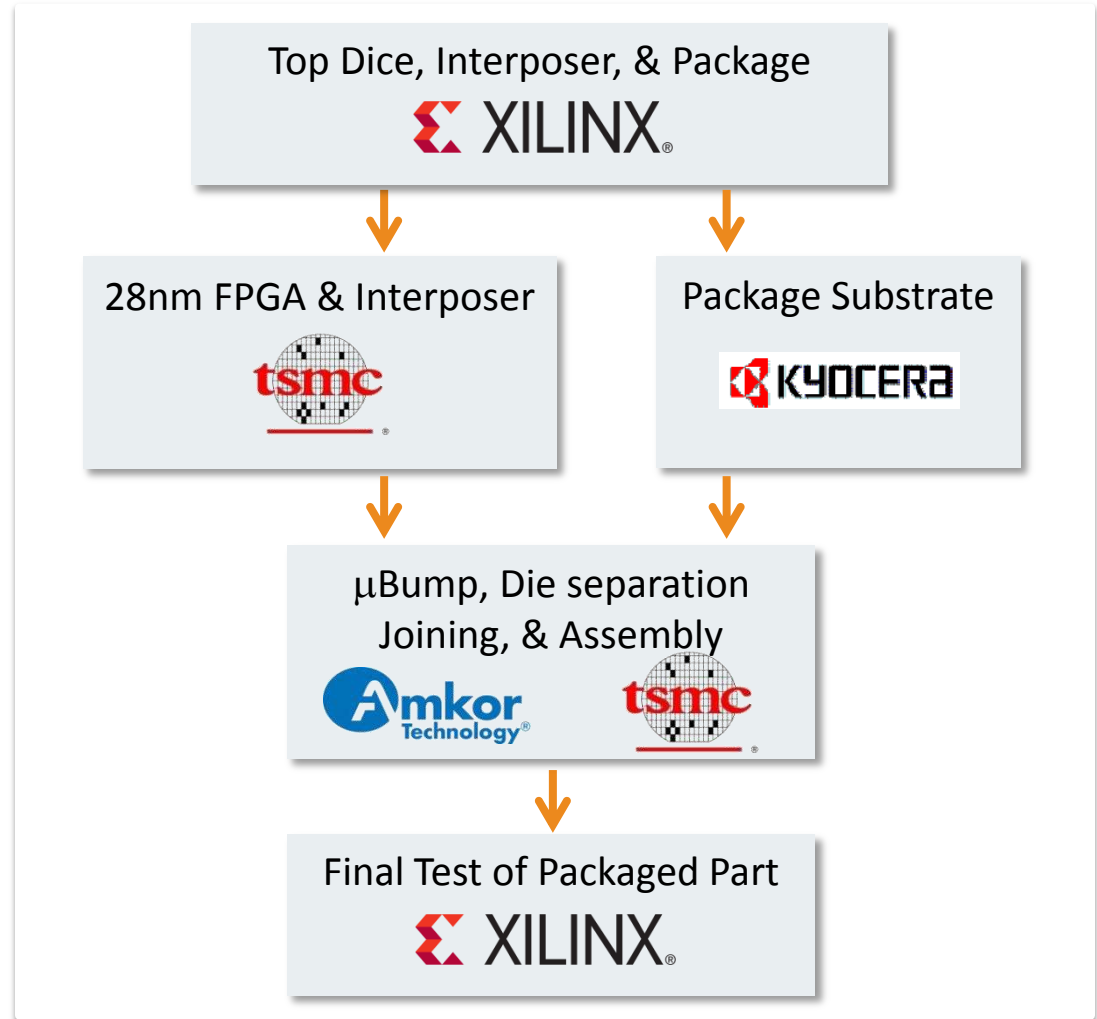 Top Dice, Interposer, & Package
XILINX®
28nm FPGA & Interposer
tsmc
®
Package Substrate
KYOCERA
μBump, Die separation
Joining, & Assembly
Amkor
Technology®
tsmc
®
Final Test of Packaged Part
XILINX®